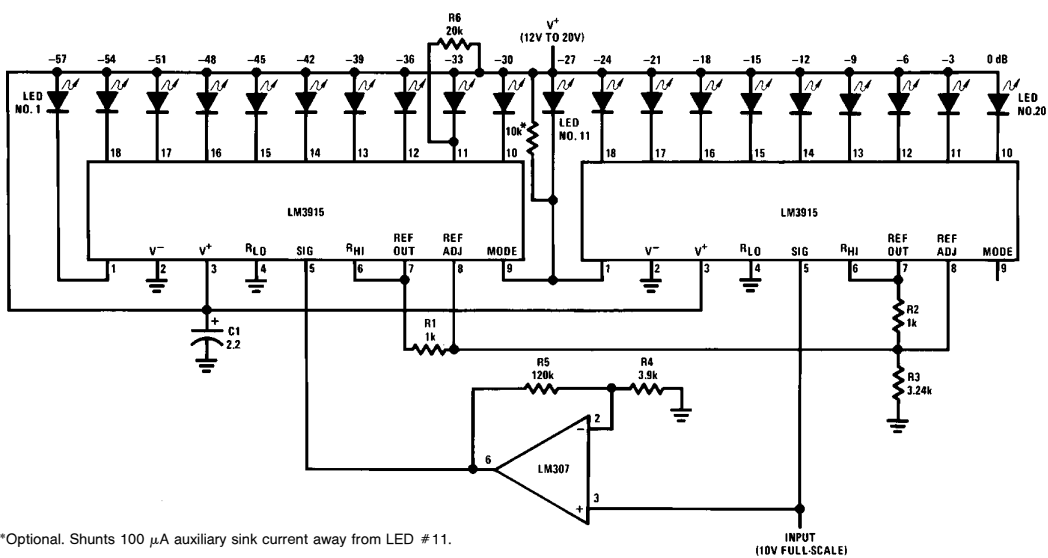 R6
20k
V+
(12V TO 20V)
–57 –54 –51 –48 –45 –42 –39 –36 –33 –30 –27 –24 –21 –18 –15 –12 –9 –6 –3 0 dB
LED
NO. 1
10k*
LED
NO. 11
LED
NO.20
18 17 16 15 14 13 12 11 10 18 17 16 15 14 13 12 11 10
LM3915 LM3915
V– V+ RLO SIG RHI REF OUT REF ADJ MODE V– V+ RLO SIG RHI REF OUT REF ADJ MODE
1 2 3 4 5 6 7 8 9 1 2 3 4 5 6 7 8 9
+
C1
2.2
R1
1k
R2
1k
R3
3.24k
R5
120k
R4
3.9k
2
–
6
LM307
3
+
INPUT
(10V FULL-SCALE)
*Optional. Shunts 100 μA auxiliary sink current away from LED #11.